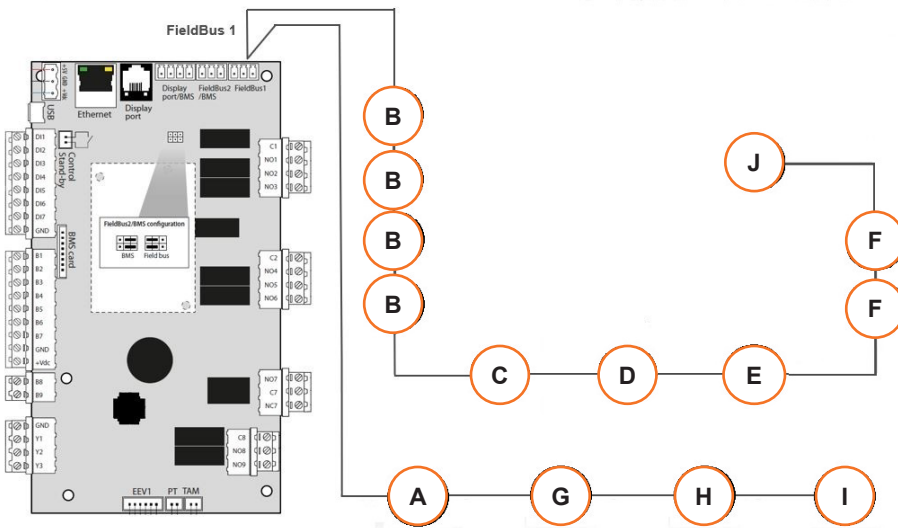 FieldBus 1
+5V GND +Vdc
USB
Ethernet
Display
port
Display
port/BMS
FieldBus2
/BMS
FieldBus1
DI1
DI2
DI3
DI4
DI5
DI6
DI7
GND
Control
Stand-by
BMS card
FieldBus2/BMS configuration
BMS
Field bus
C1
NO1
NO2
NO3
B1
B2
B3
B4
B5
B6
B7
GND
+Vdc
C2
NO4
NO5
NO6
B8
B9
NO7
C7
NC7
GND
Y1
Y2
Y3
C8
NO8
NO9
EEV1
PT
TAM
B
B
B
B
J
F
F
C
D
E
A
G
H
I